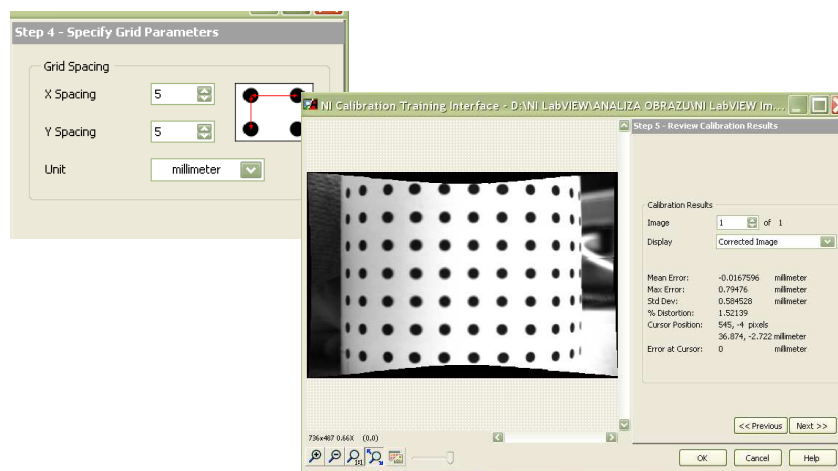 Step 4 - Specify Grid Parameters
Grid Spacing
X Spacing 5
Y Spacing 5
Unit millimeter
NI Calibration Training Interface - D:\NI LabVIEW\ANALIZA OBRAZU\NI LabVIEW Im...
Step 5 - Review Calibration Results
Calibration Results
Image 1 of 1
Display Corrected Image
Mean Error: -0.0167596 millimeter
Max Error: 0.79476 millimeter
Std Dev: 0.584528 millimeter
% Distortion: 1.52139
Cursor Position: 545, -4 pixels
36.874, -2.722 millimeter
Error at Cursor: 0 millimeter
<< Previous Next >>
736x487 0.66X (0,0)
1:1
OK Cancel Help